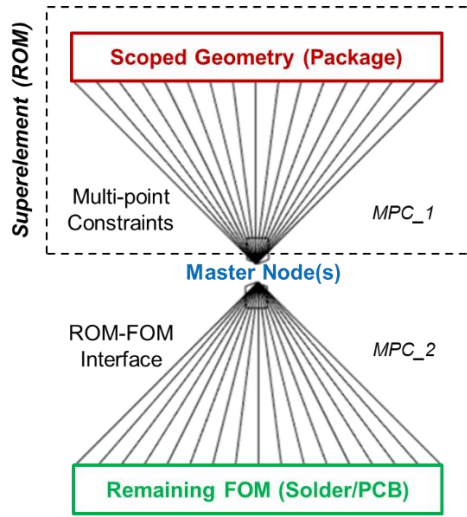 Superelement (ROM)
Scoped Geometry (Package)
Multi-point
Constraints
MPC_1
Master Node(s)
ROM-FOM
Interface
MPC_2
Remaining FOM (Solder/PCB)